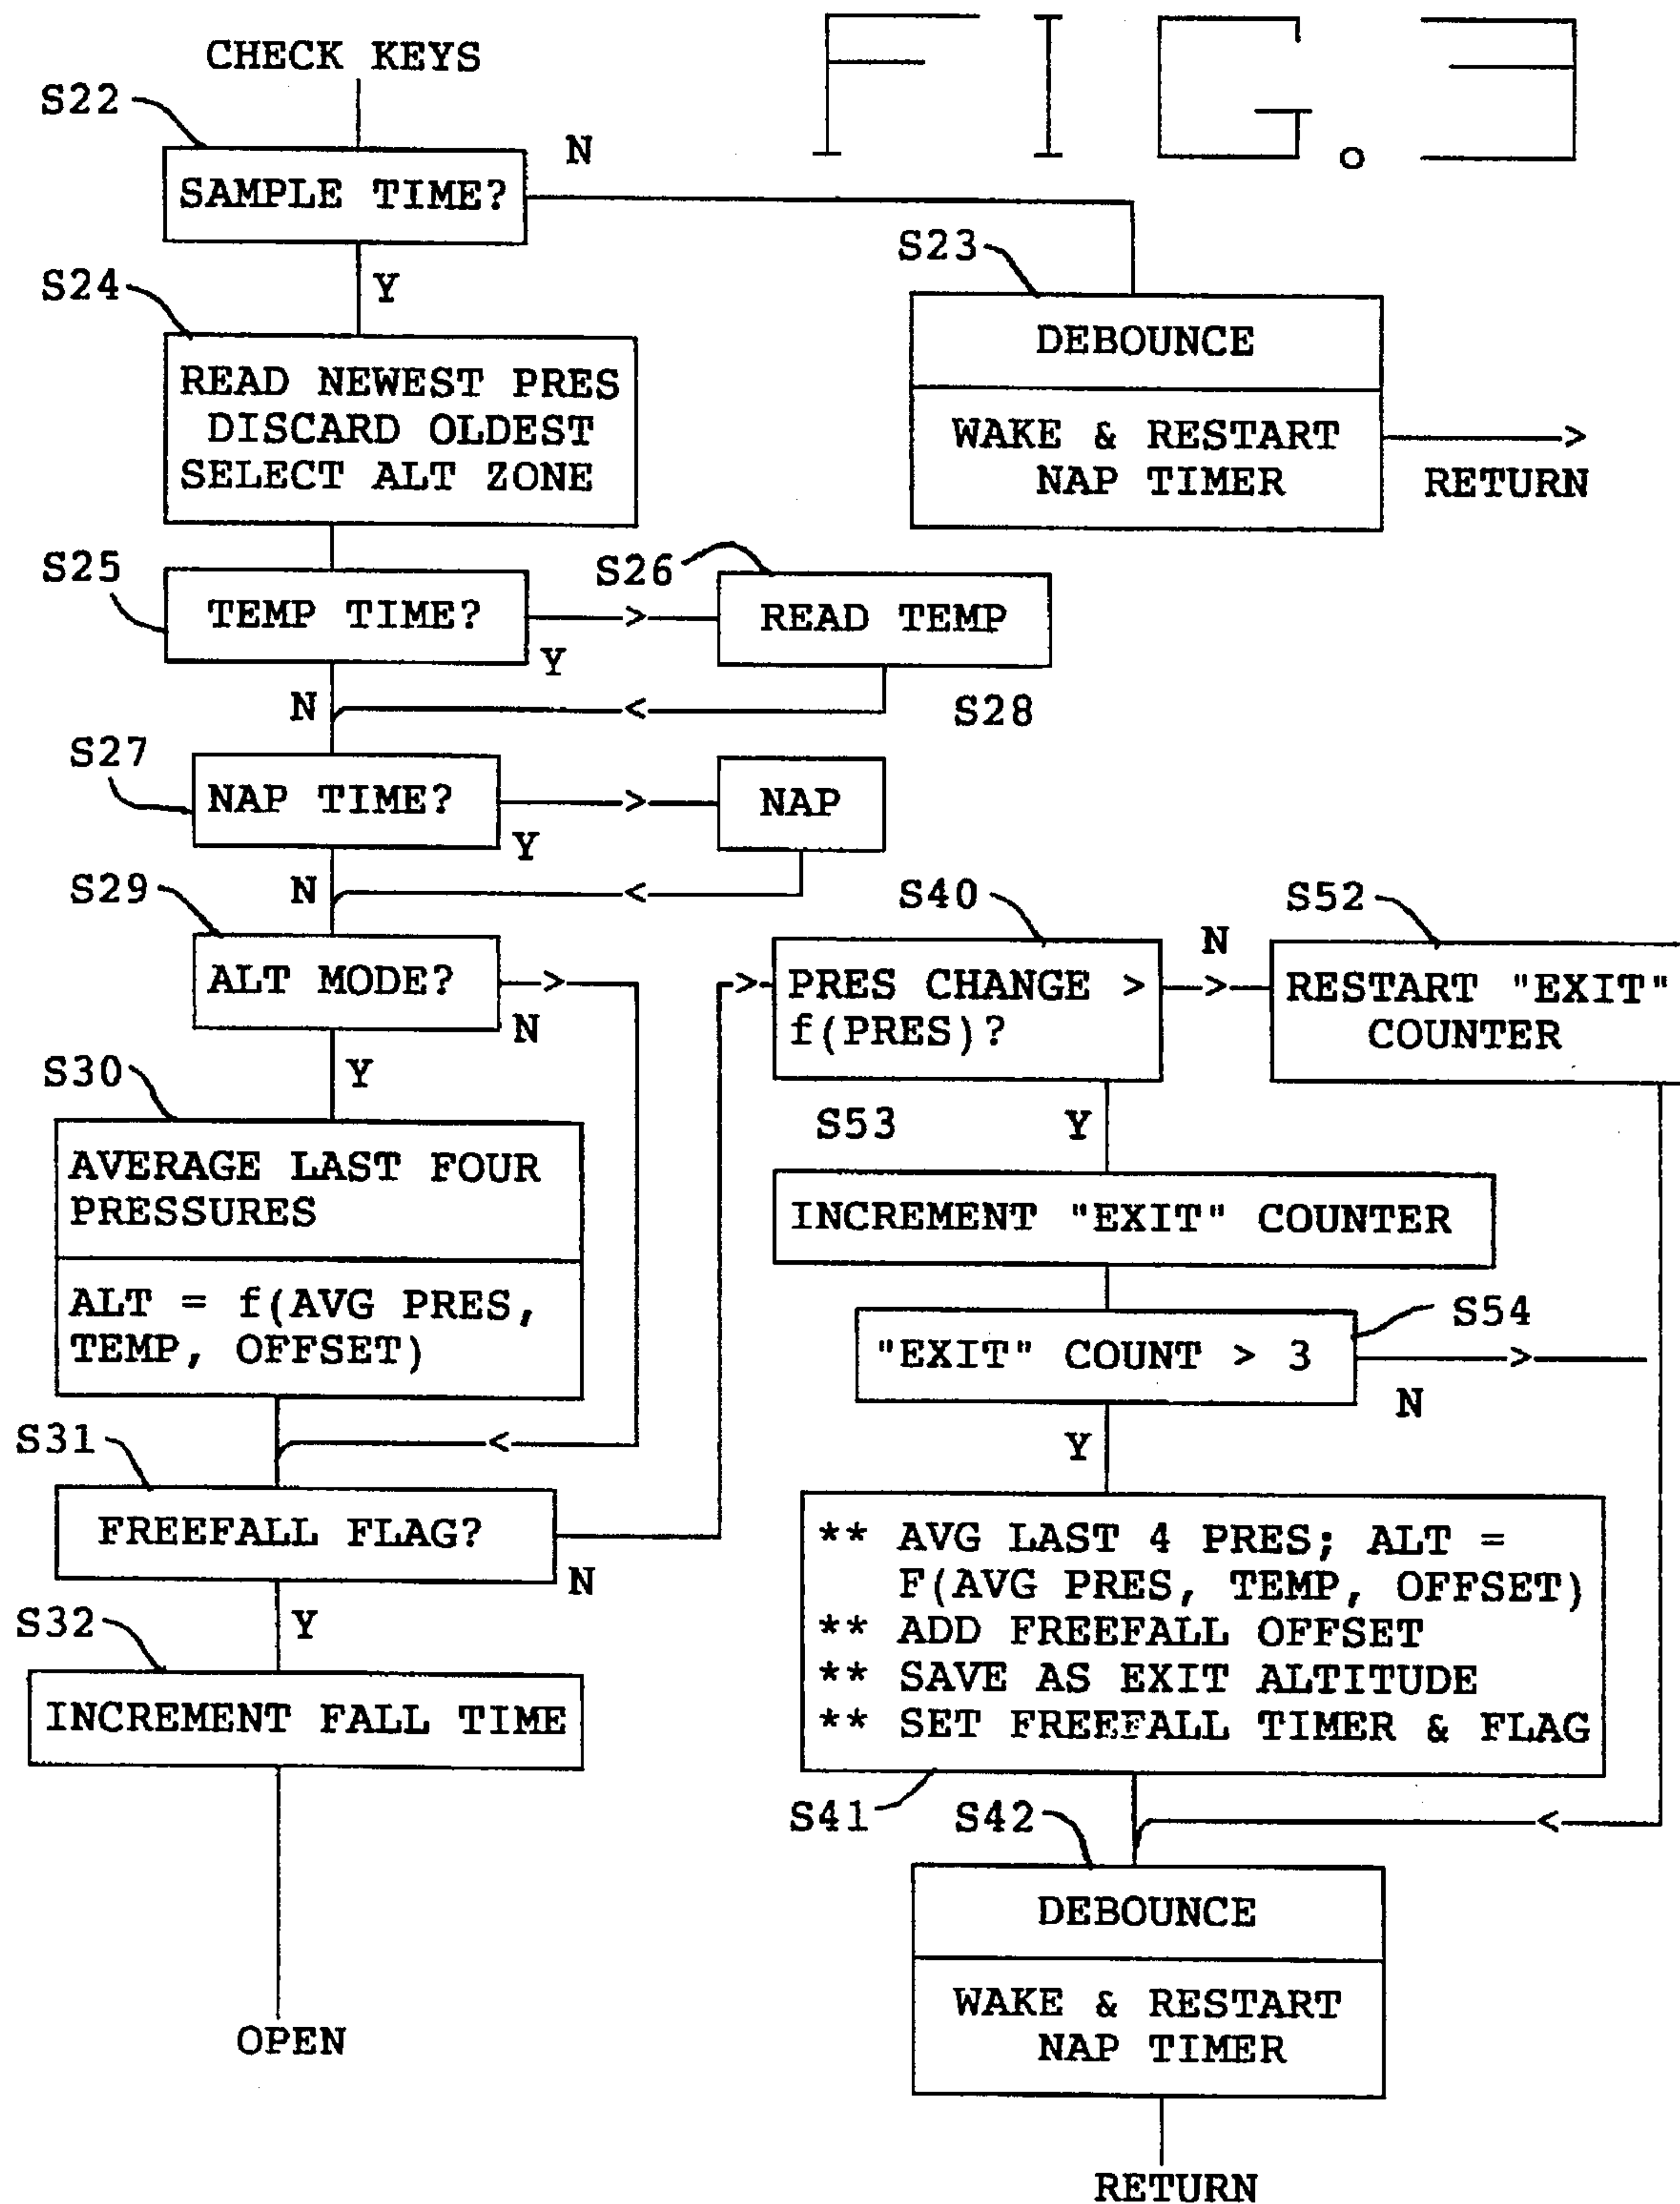 FIG. 3
CHECK KEYS
S22
N
SAMPLE TIME?
S23
S24
Y
DEBOUNCE
READ NEWEST PRES
DISCARD OLDEST
SELECT ALT ZONE
WAKE & RESTART
NAP TIMER
>
RETURN
S25
S26
TEMP TIME?
>
READ TEMP
Y
N
<
S28
S27
NAP TIME?
>
NAP
Y
S29
N
<
S40
S52
N
ALT MODE?
>
N
>
PRES CHANGE >
f(PRES)?
>
RESTART "EXIT"
COUNTER
S30
Y
S53
Y
AVERAGE LAST FOUR
PRESSURES
INCREMENT "EXIT" COUNTER
ALT = f(AVG PRES,
TEMP, OFFSET)
S54
"EXIT" COUNT > 3
>
N
S31
<
Y
FREEFALL FLAG?
N
** AVG LAST 4 PRES; ALT =
F(AVG PRES, TEMP, OFFSET)
** ADD FREEFALL OFFSET
** SAVE AS EXIT ALTITUDE
** SET FREEFALL TIMER & FLAG
S32
Y
INCREMENT FALL TIME
S41
S42
<
DEBOUNCE
WAKE & RESTART
NAP TIMER
OPEN
RETURN